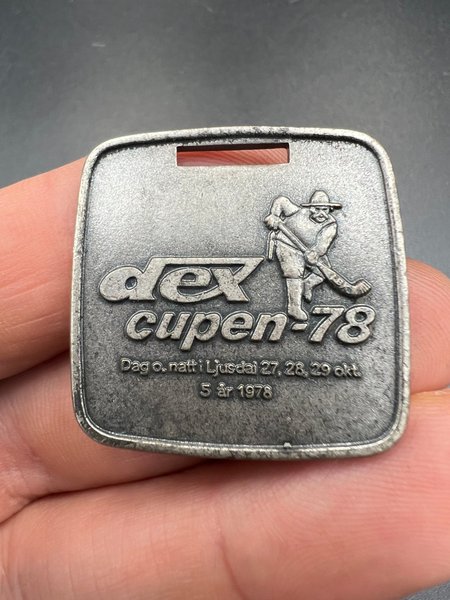 dex
cupen-78
Dag o. natt i Ljusdal 27, 28, 29 okt.
5 år 1978